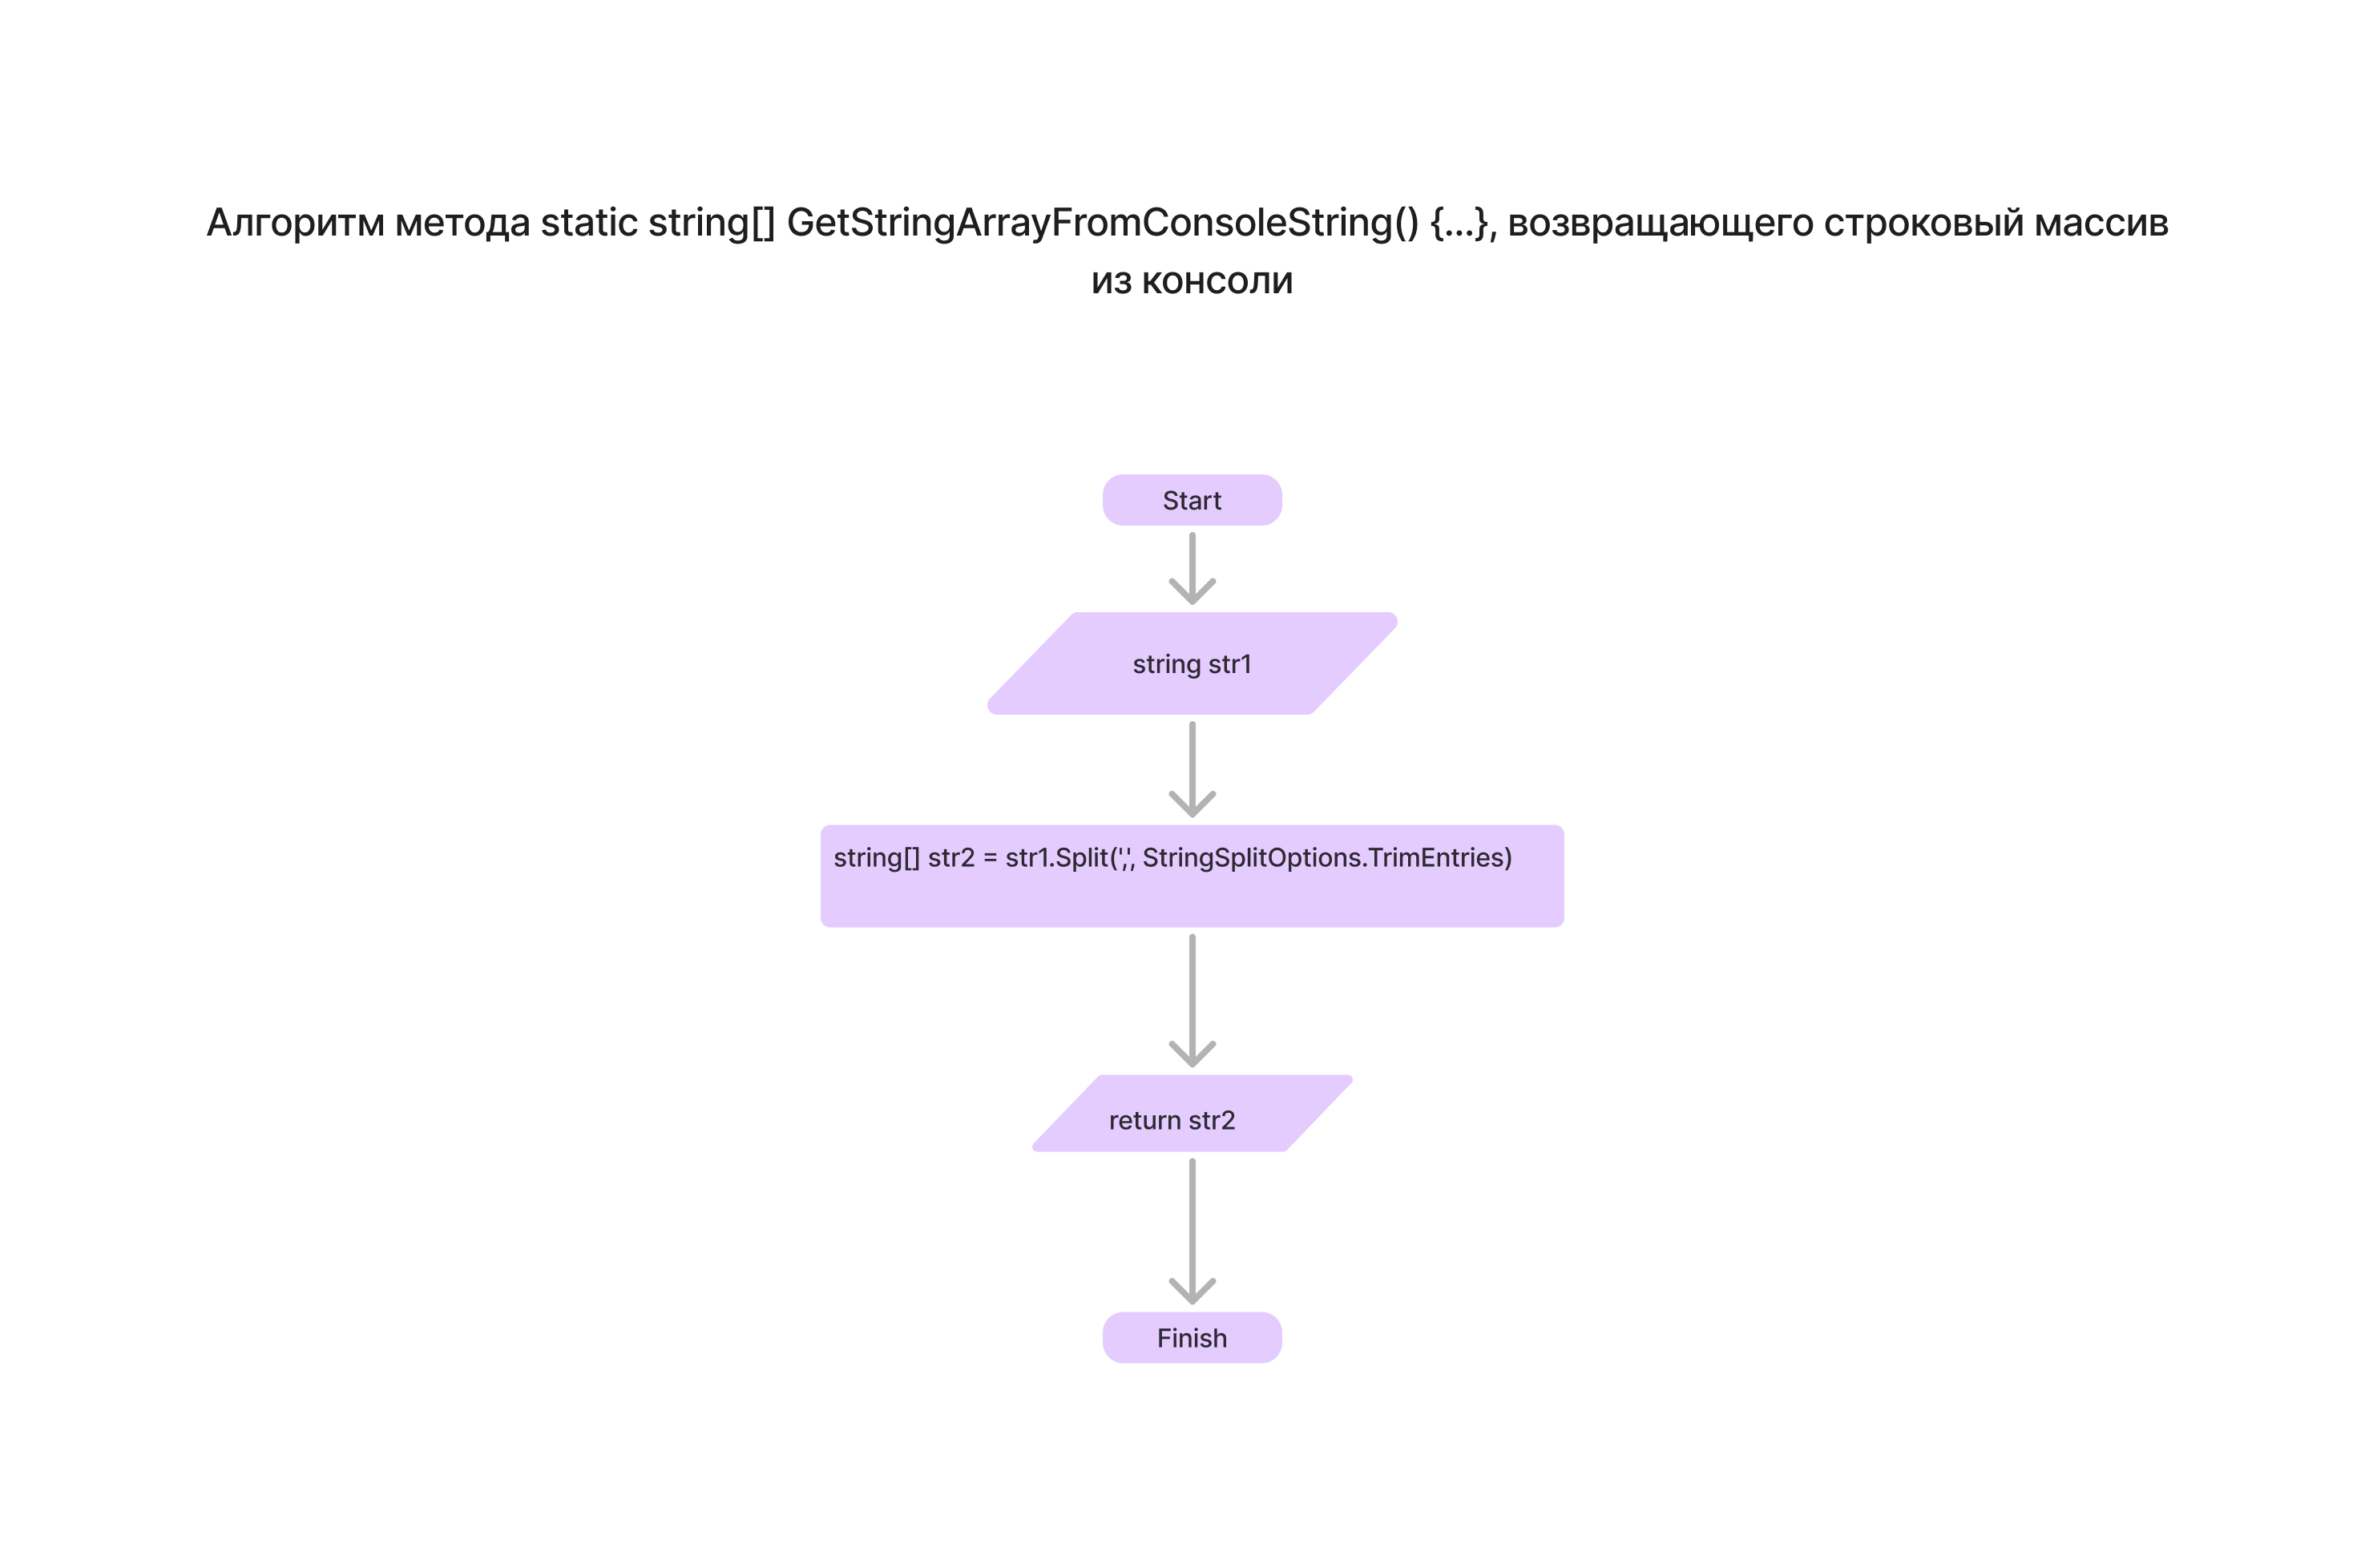 Алгоритм метода static string[] GetStringArrayFromConsoleString() {...}, возвращающего строковый массив
из консоли
Start
string str1
string[] str2 = str1.Split(',', StringSplitOptions.TrimEntries)
return str2
Finish